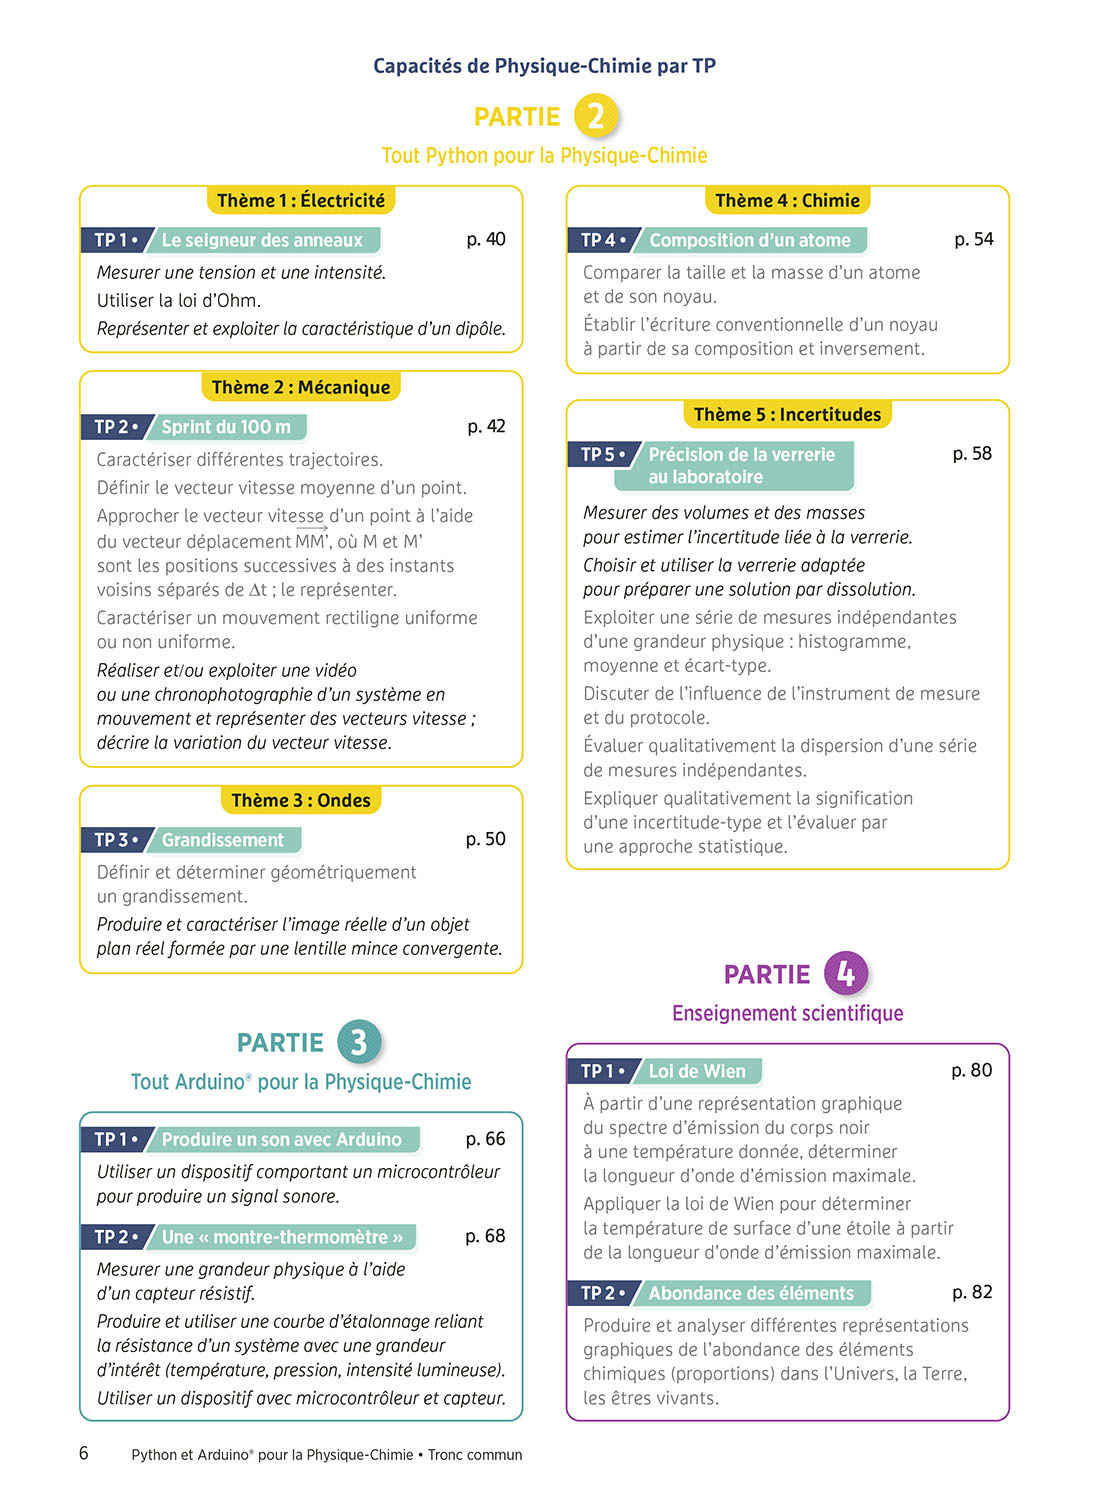 Capacités de Physique-Chimie par TP
PARTIE 2
Tout Python pour la Physique-Chimie
Thème 1 : Électricité
TP 1 • Le seigneur des anneaux p. 40
Mesurer une tension et une intensité.
Utiliser la loi d'Ohm.
Représenter et exploiter la caractéristique d'un dipôle.
Thème 2 : Mécanique
TP 2 • Sprint du 100 m p. 42
Caractériser différentes trajectoires.
Définir le vecteur vitesse moyenne d'un point.
Approcher le vecteur vitesse d'un point à l'aide
du vecteur déplacement MM', où M et M'
sont les positions successives à des instants
voisins séparés de Δt ; le représenter.
Caractériser un mouvement rectiligne uniforme
ou non uniforme.
Réaliser et/ou exploiter une vidéo
ou une chronophotographie d'un système en
mouvement et représenter des vecteurs vitesse ;
décrire la variation du vecteur vitesse.
Thème 3 : Ondes
TP 3 • Grandissement p. 50
Définir et déterminer géométriquement
un grandissement.
Produire et caractériser l'image réelle d'un objet
plan réel formée par une lentille mince convergente.
Thème 4 : Chimie
TP 4 • Composition d'un atome p. 54
Comparer la taille et la masse d'un atome
et de son noyau.
Établir l'écriture conventionnelle d'un noyau
à partir de sa composition et inversement.
Thème 5 : Incertitudes
TP 5 • Précision de la verrerie p. 58
au laboratoire
Mesurer des volumes et des masses
pour estimer l'incertitude liée à la verrerie.
Choisir et utiliser la verrerie adaptée
pour préparer une solution par dissolution.
Exploiter une série de mesures indépendantes
d'une grandeur physique : histogramme,
moyenne et écart-type.
Discuter de l'influence de l'instrument de mesure
et du protocole.
Évaluer qualitativement la dispersion d'une série
de mesures indépendantes.
Expliquer qualitativement la signification
d'une incertitude-type et l'évaluer par
une approche statistique.
PARTIE 3
Tout Arduino® pour la Physique-Chimie
TP 1 • Produire un son avec Arduino p. 66
Utiliser un dispositif comportant un microcontrôleur
pour produire un signal sonore.
TP 2 • Une « montre-thermomètre » p. 68
Mesurer une grandeur physique à l'aide
d'un capteur résistif.
Produire et utiliser une courbe d'étalonnage reliant
la résistance d'un système avec une grandeur
d'intérêt (température, pression, intensité lumineuse).
Utiliser un dispositif avec microcontrôleur et capteur.
PARTIE 4
Enseignement scientifique
TP 1 • Loi de Wien p. 80
À partir d'une représentation graphique
du spectre d'émission du corps noir
à une température donnée, déterminer
la longueur d'onde d'émission maximale.
Appliquer la loi de Wien pour déterminer
la température de surface d'une étoile à partir
de la longueur d'onde d'émission maximale.
TP 2 • Abondance des éléments p. 82
Produire et analyser différentes représentations
graphiques de l'abondance des éléments
chimiques (proportions) dans l'Univers, la Terre,
les êtres vivants.
6 Python et Arduino® pour la Physique-Chimie • Tronc commun